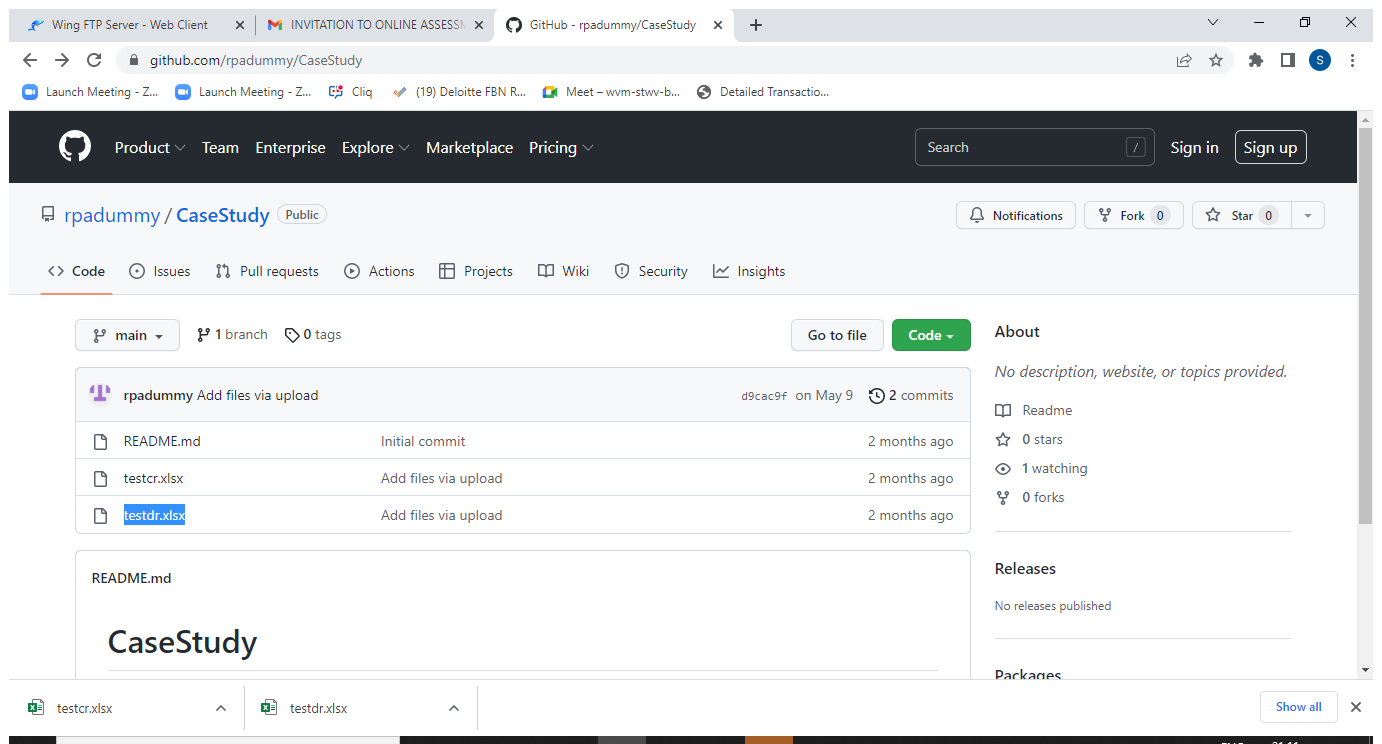 Wing FTP Server - Web Client
INVITATION TO ONLINE ASSESSM
GitHub - rpadummy/CaseStudy
github.com/rpadummy/CaseStudy
S
Launch Meeting - Z...
Launch Meeting - Z...
Cliq
(19) Deloitte FBN R...
Meet – wvm-stwv-b...
Detailed Transactio...
Product
Team
Enterprise
Explore
Marketplace
Pricing
Search
/
Sign in
Sign up
rpadummy / CaseStudy
Public
Notifications
Fork 0
Star 0
Code
Issues
Pull requests
Actions
Projects
Wiki
Security
Insights
main
1 branch
0 tags
Go to file
Code
rpadummy Add files via upload
d9cac9f on May 9
2 commits
README.md
Initial commit
2 months ago
testcr.xlsx
Add files via upload
2 months ago
testdr.xlsx
Add files via upload
2 months ago
README.md
CaseStudy
About
No description, website, or topics provided.
Readme
0 stars
1 watching
0 forks
Releases
No releases published
Packages
testcr.xlsx
testdr.xlsx
Show all